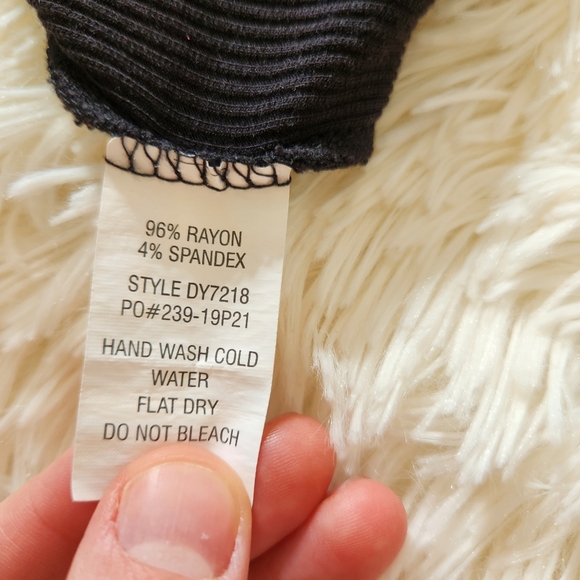 96% RAYON
4% SPANDEX
STYLE DY7218
PO#239-19P21
HAND WASH COLD
WATER
FLAT DRY
DO NOT BLEACH